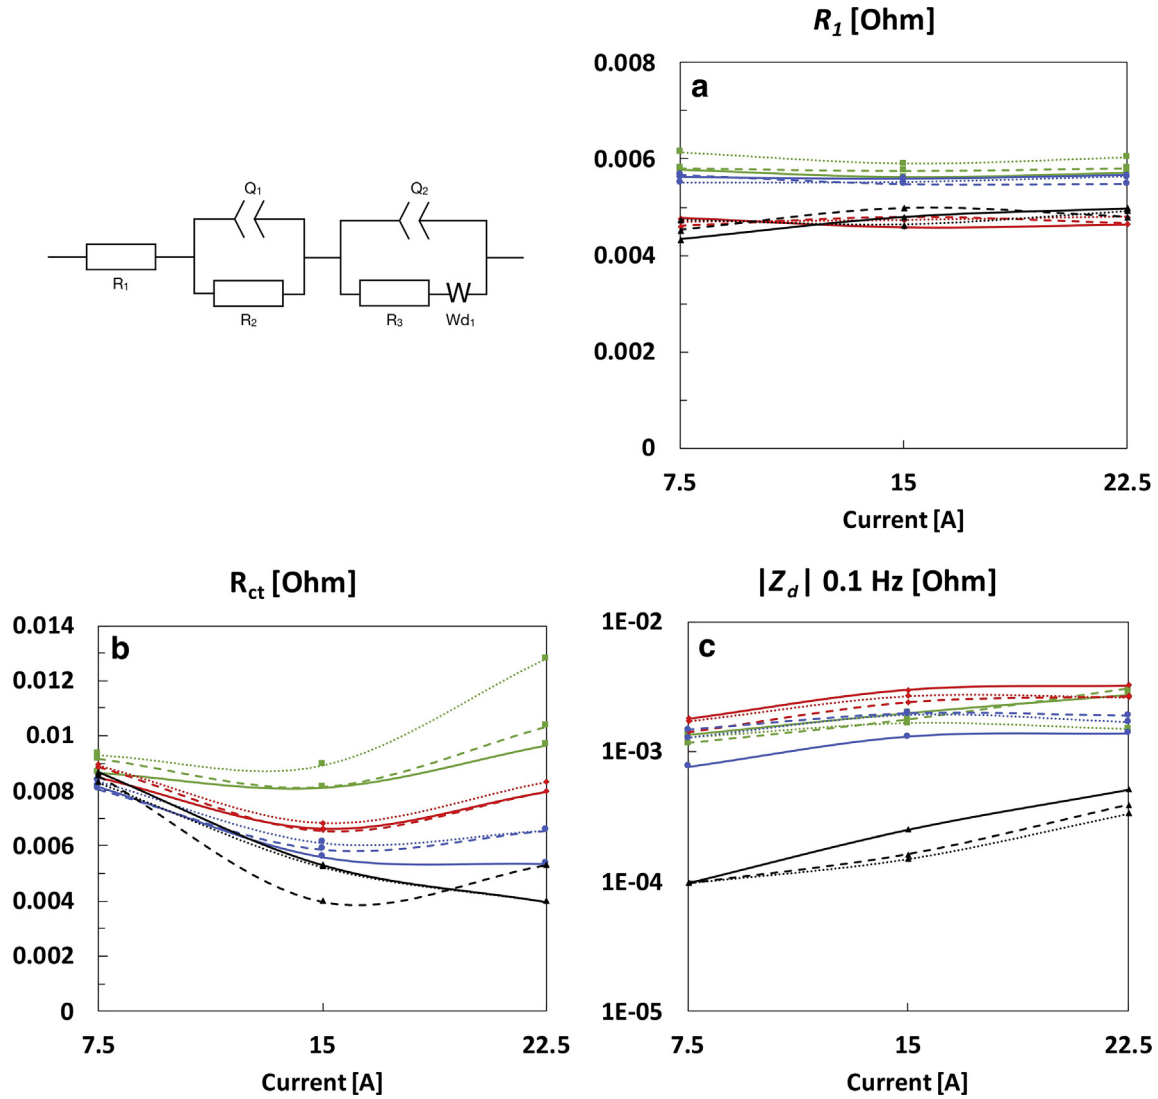 R1 [Ohm]
0.008
a
0.006
0.004
0.002
0
7.5
15
22.5
Current [A]
Q1
Q2
R1
R2
R3
Wd1
W
Rct [Ohm]
0.014
b
0.012
0.01
0.008
0.006
0.004
0.002
0
7.5
15
22.5
Current [A]
|Zd| 0.1 Hz [Ohm]
1E-02
c
1E-03
1E-04
1E-05
7.5
15
22.5
Current [A]